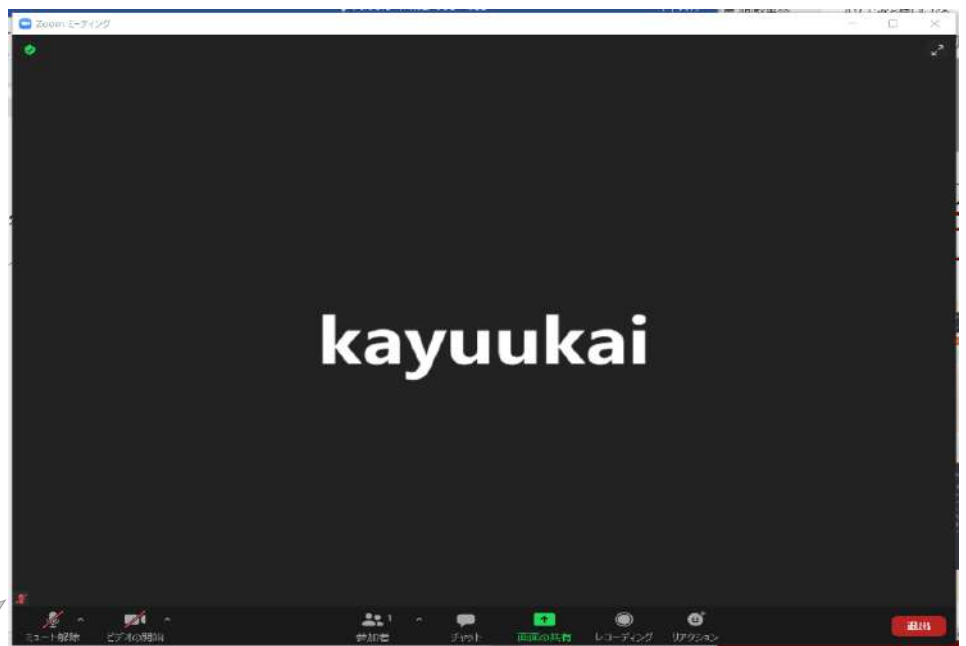 Zoom ミーティング
kayuukai
1
ミュート解除
ビデオの開始
参加者
チャット
画面の共有
レコーディング
リアクション